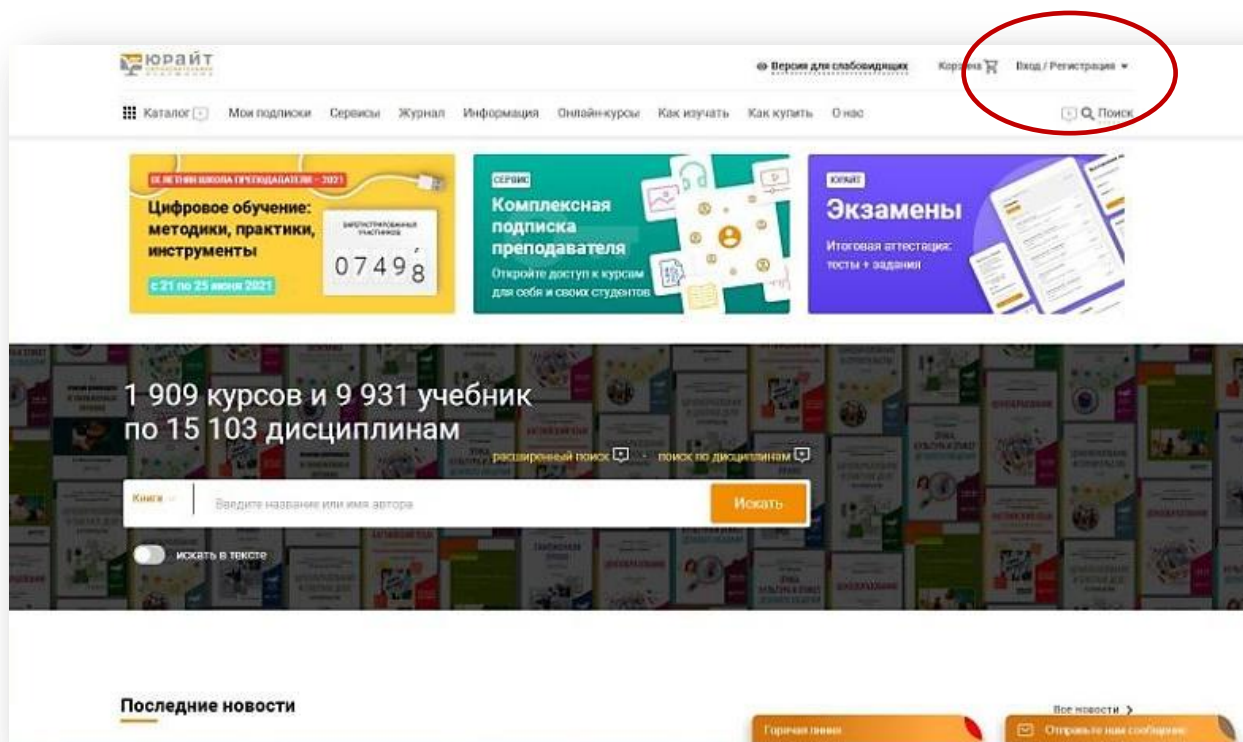 юрайт
Версия для слабовидящих
Корзина
Вход / Регистрация
Каталог
Мои подписки
Сервисы
Журнал
Информация
Онлайн-курсы
Как изучать
Как купить
О нас
Поиск
IX ЛЕТНЯЯ ШКОЛА ПРЕПОДАВАТЕЛЯ – 2021
Цифровое обучение:
методики, практики,
инструменты
с 21 по 25 июня 2021
ЗАРЕГИСТРИРОВАННЫХ
УЧАСТНИКОВ
07498
СЕРВИС
Комплексная
подписка
преподавателя
Откройте доступ к курсам
для себя и своих студентов
ЮРАЙТ
Экзамены
Итоговая аттестация:
тесты + задания
1 909 курсов и 9 931 учебник
по 15 103 дисциплинам
расширенный поиск
поиск по дисциплинам
Книги
Введите название или имя автора
Искать
искать в тексте
Последние новости
Все новости
Горячая линия
Отправьте нам сообщение